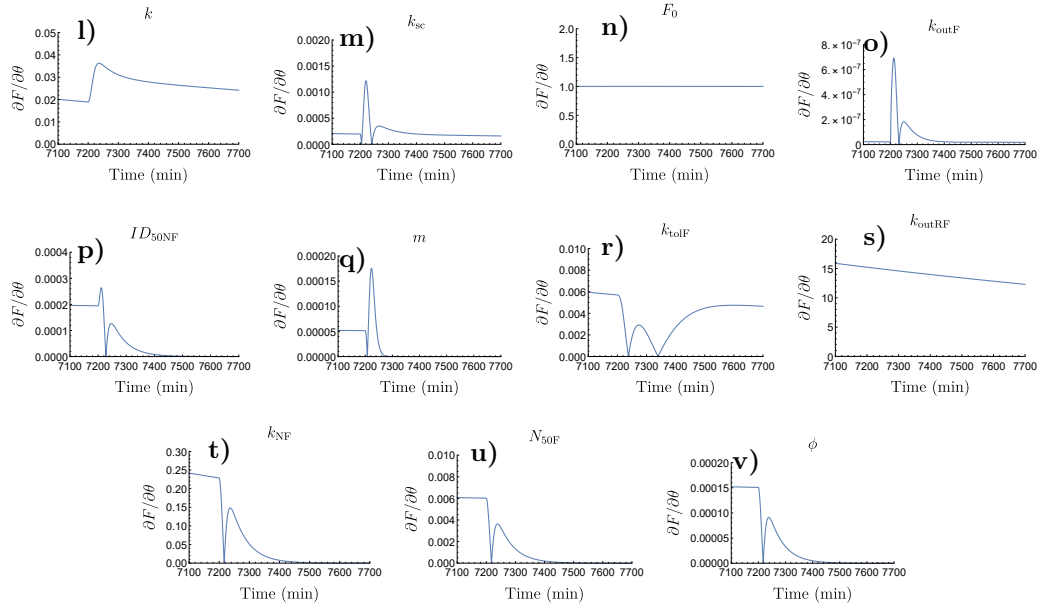 l)
k
∂F/∂θ
0.05
0.04
0.03
0.02
0.01
0.00
7100 7200 7300 7400 7500 7600 7700
Time (min)
m)
k_sc
∂F/∂θ
0.0020
0.0015
0.0010
0.0005
0.0000
7100 7200 7300 7400 7500 7600 7700
Time (min)
n)
F_0
∂F/∂θ
2.0
1.5
1.0
0.5
0.0
7100 7200 7300 7400 7500 7600 7700
Time (min)
o)
k_outF
∂F/∂θ
8. × 10^-7
6. × 10^-7
4. × 10^-7
2. × 10^-7
0
7100 7200 7300 7400 7500 7600 7700
Time (min)
p)
ID_50NF
∂F/∂θ
0.0004
0.0003
0.0002
0.0001
0.0000
7100 7200 7300 7400 7500 7600 7700
Time (min)
q)
m
∂F/∂θ
0.00020
0.00015
0.00010
0.00005
0.00000
7100 7200 7300 7400 7500 7600 7700
Time (min)
r)
k_tolF
∂F/∂θ
0.010
0.008
0.006
0.004
0.002
0.000
7100 7200 7300 7400 7500 7600 7700
Time (min)
s)
k_outRF
∂F/∂θ
20
15
10
5
0
7100 7200 7300 7400 7500 7600 7700
Time (min)
t)
k_NF
∂F/∂θ
0.30
0.25
0.20
0.15
0.10
0.05
0.00
7100 7200 7300 7400 7500 7600 7700
Time (min)
u)
N_50F
∂F/∂θ
0.010
0.008
0.006
0.004
0.002
0.000
7100 7200 7300 7400 7500 7600 7700
Time (min)
v)
ϕ
∂F/∂θ
0.00020
0.00015
0.00010
0.00005
0.00000
7100 7200 7300 7400 7500 7600 7700
Time (min)